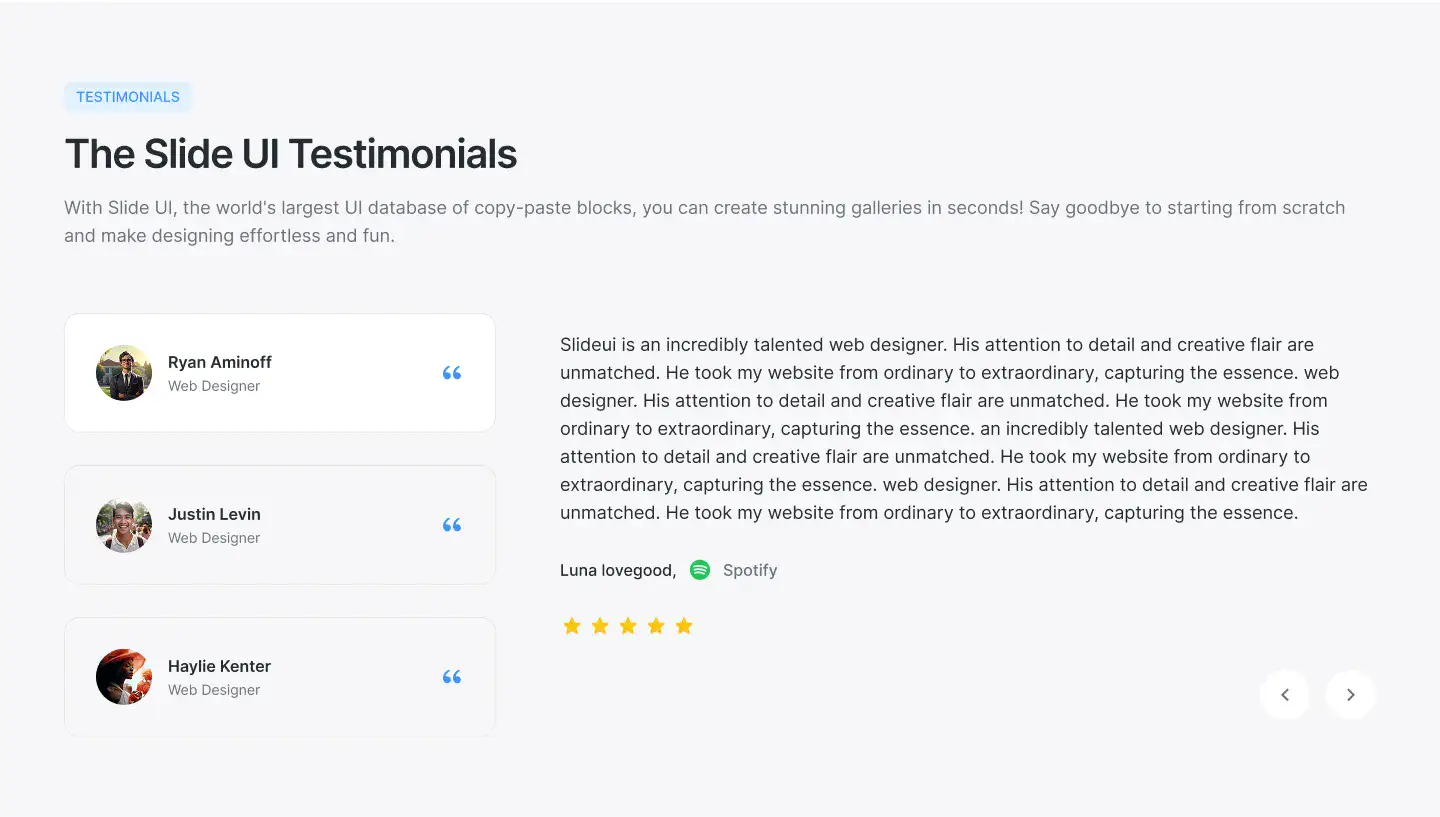 TESTIMONIALS
The Slide UI Testimonials
With Slide UI, the world's largest UI database of copy-paste blocks, you can create stunning galleries in seconds! Say goodbye to starting from scratch
and make designing effortless and fun.
Ryan Aminoff
Web Designer
Justin Levin
Web Designer
Haylie Kenter
Web Designer
Slideui is an incredibly talented web designer. His attention to detail and creative flair are
unmatched. He took my website from ordinary to extraordinary, capturing the essence. web
designer. His attention to detail and creative flair are unmatched. He took my website from
ordinary to extraordinary, capturing the essence. an incredibly talented web designer. His
attention to detail and creative flair are unmatched. He took my website from ordinary to
extraordinary, capturing the essence. web designer. His attention to detail and creative flair are
unmatched. He took my website from ordinary to extraordinary, capturing the essence.
Luna lovegood, Spotify